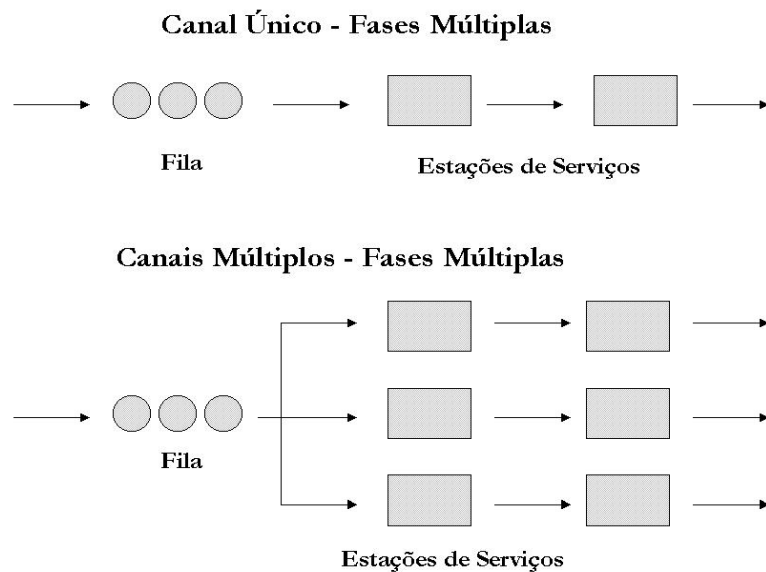 Canal Único - Fases Múltiplas
Fila
Estações de Serviços
Canais Múltiplos - Fases Múltiplas
Fila
Estações de Serviços